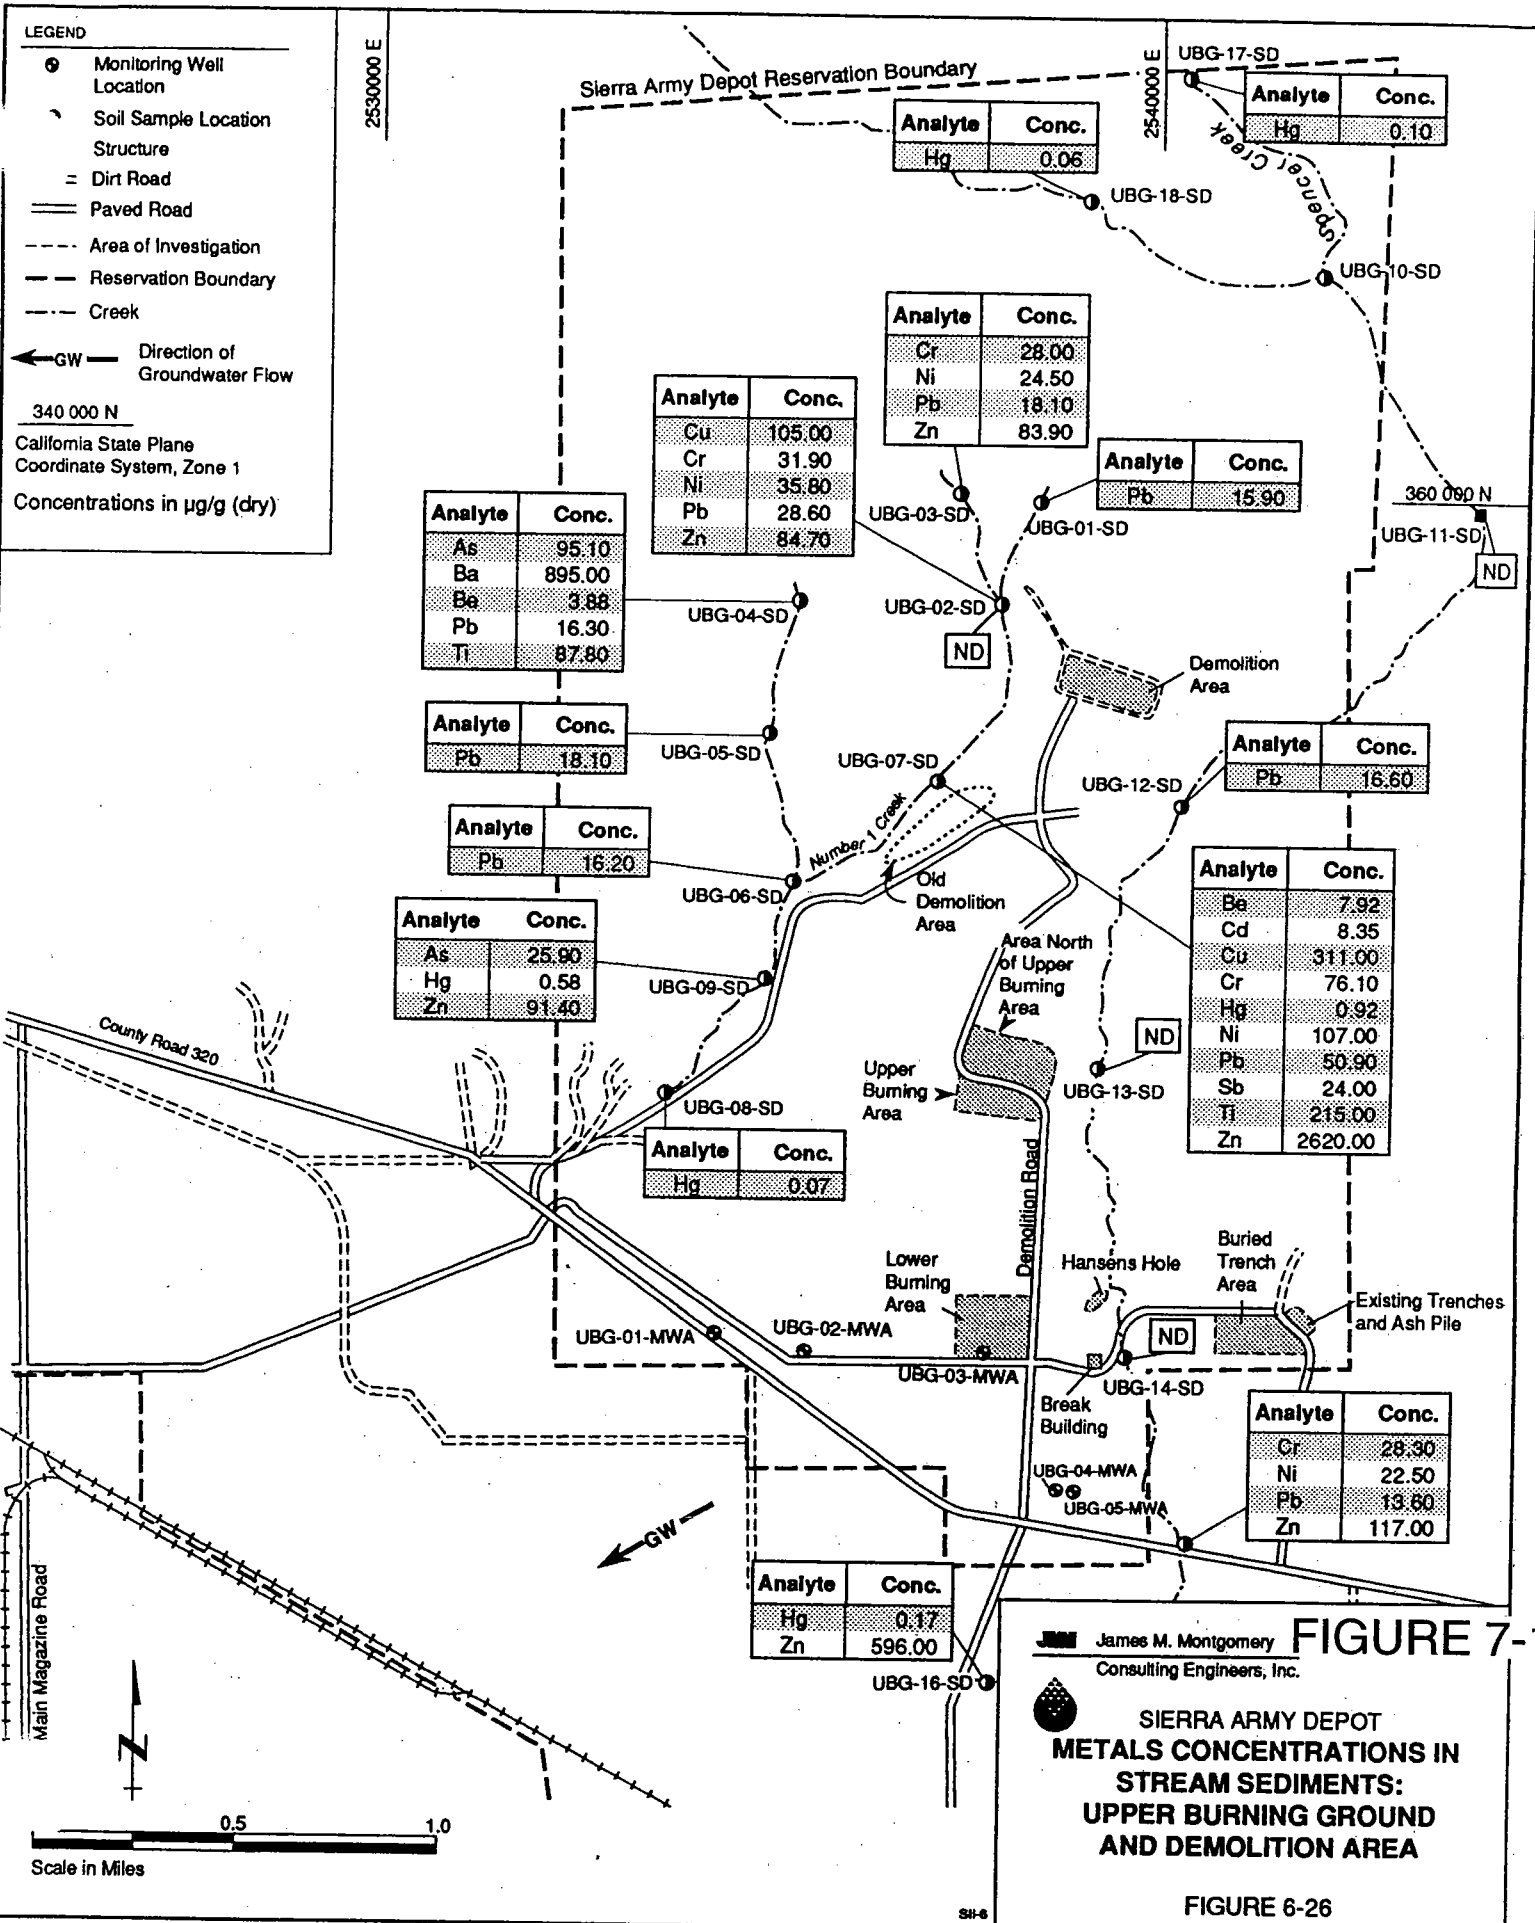 LEGEND
Monitoring Well
Location
Soil Sample Location
Structure
Dirt Road
Paved Road
Area of Investigation
Reservation Boundary
Creek
GW
Direction of
Groundwater Flow
340 000 N
California State Plane
Coordinate System, Zone 1
Concentrations in µg/g (dry)
2530000 E
Sierra Army Depot Reservation Boundary
2540000 E
UBG-17-SD
Analyte Conc.
Hg 0.10
Analyte Conc.
Hg 0.06
Spencer Creek
UBG-18-SD
UBG-10-SD
Analyte Conc.
Cr 28.00
Ni 24.50
Pb 18.10
Zn 83.90
Analyte Conc.
Cu 105.00
Cr 31.90
Ni 35.80
Pb 28.60
Zn 84.70
Analyte Conc.
Pb 15.90
360 000 N
UBG-03-SD
UBG-01-SD
UBG-11-SD
ND
Analyte Conc.
As 95.10
Ba 895.00
Be 3.88
Pb 16.30
Ti 87.80
UBG-04-SD
UBG-02-SD
ND
Demolition
Area
Analyte Conc.
Pb 18.10
UBG-05-SD
UBG-07-SD
UBG-12-SD
Analyte Conc.
Pb 16.60
Analyte Conc.
Pb 16.20
Number 1 Creek
UBG-06-SD
Old
Demolition
Area
Analyte Conc.
Be 7.92
Cd 8.35
Cu 311.00
Cr 76.10
Hg 0.92
Ni 107.00
Pb 50.90
Sb 24.00
Ti 215.00
Zn 2620.00
Analyte Conc.
As 25.90
Hg 0.58
Zn 91.40
UBG-09-SD
Area North
of Upper
Burning
Area
County Road 320
ND
Upper
Burning
Area
UBG-13-SD
UBG-08-SD
Analyte Conc.
Hg 0.07
Demolition Road
Lower
Burning
Area
Hansens Hole
Buried
Trench
Area
Existing Trenches
and Ash Pile
UBG-01-MWA
UBG-02-MWA
UBG-03-MWA
ND
UBG-14-SD
Break
Building
Analyte Conc.
Cr 28.30
Ni 22.50
Pb 13.60
Zn 117.00
UBG-04-MWA
UBG-05-MWA
GW
Analyte Conc.
Hg 0.17
Zn 596.00
UBG-16-SD
Main Magazine Road
N
0.5 1.0
Scale in Miles
JMM James M. Montgomery
Consulting Engineers, Inc.
FIGURE 7-
SIERRA ARMY DEPOT
METALS CONCENTRATIONS IN
STREAM SEDIMENTS:
UPPER BURNING GROUND
AND DEMOLITION AREA
FIGURE 6-26
SII-6